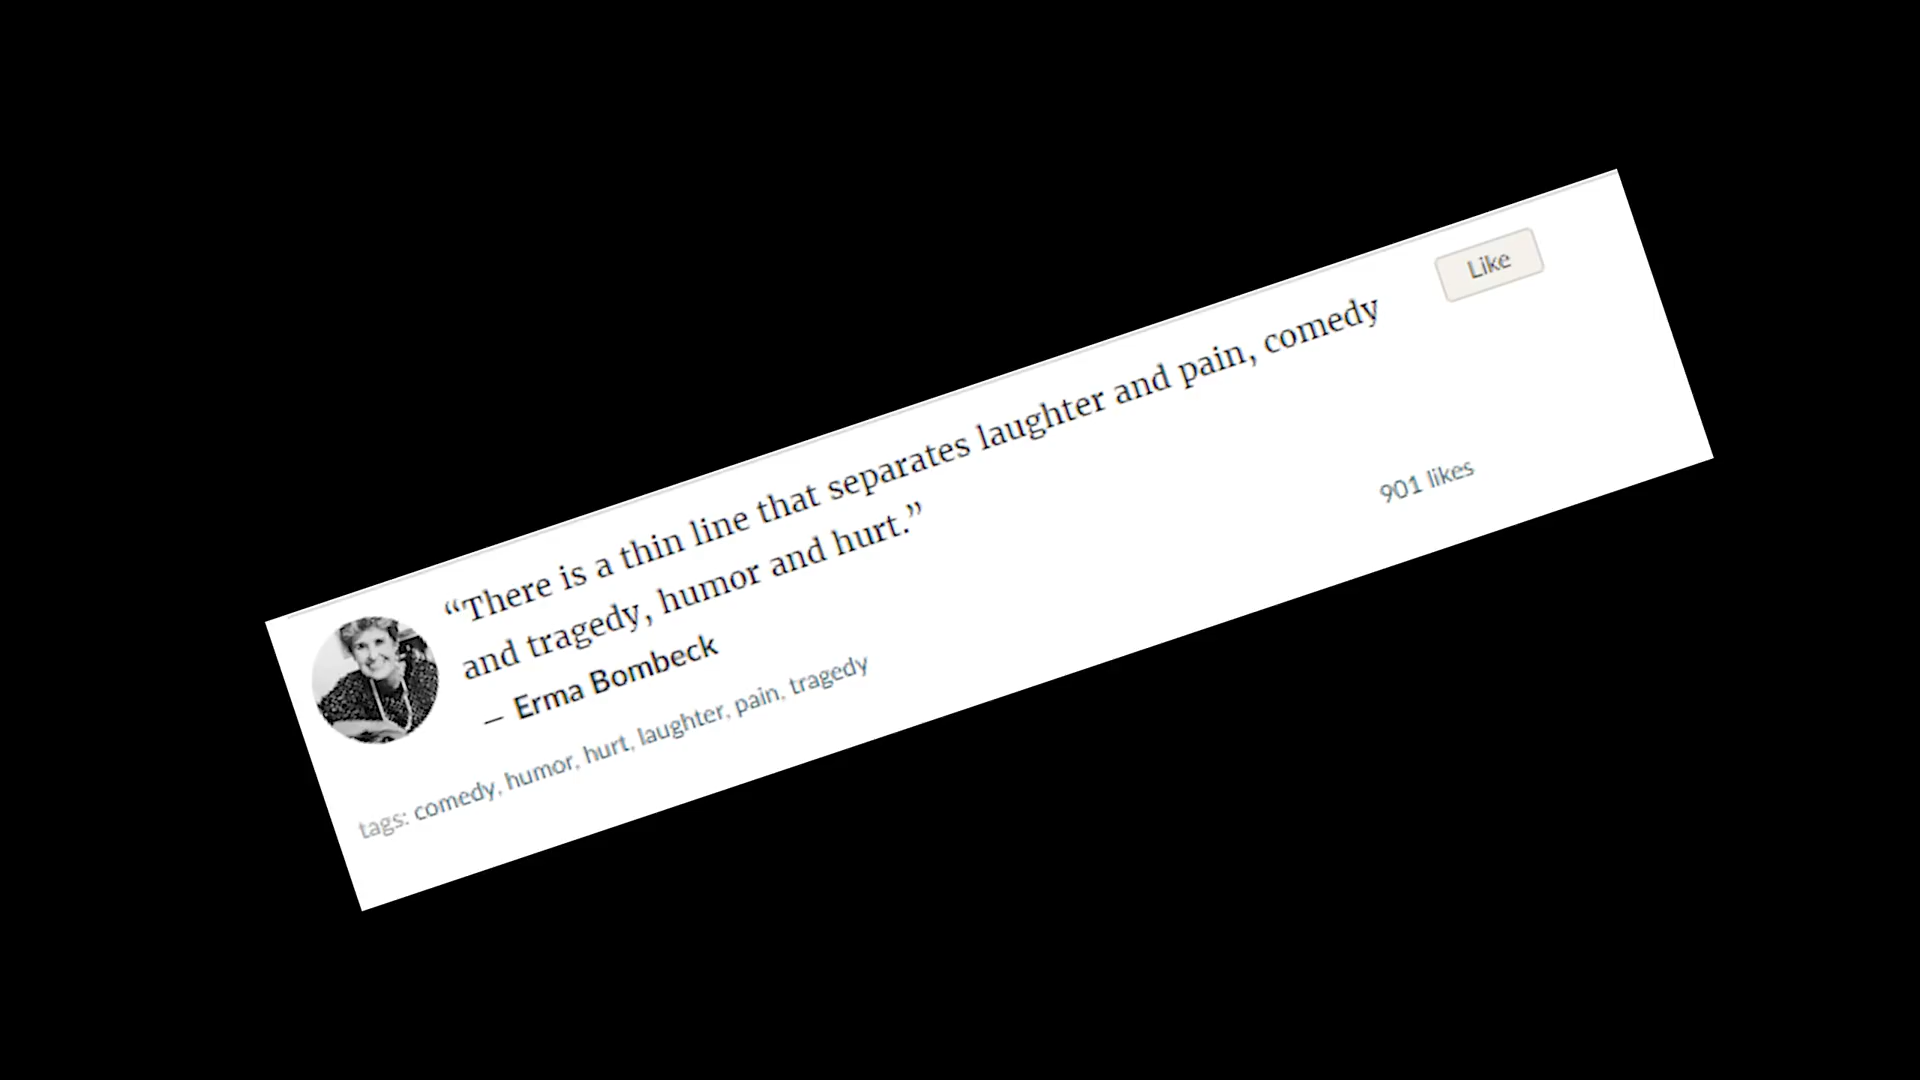 Like
“There is a thin line that separates laughter and pain, comedy
and tragedy, humor and hurt.”
― Erma Bombeck
tags: comedy, humor, hurt, laughter, pain, tragedy
901 likes